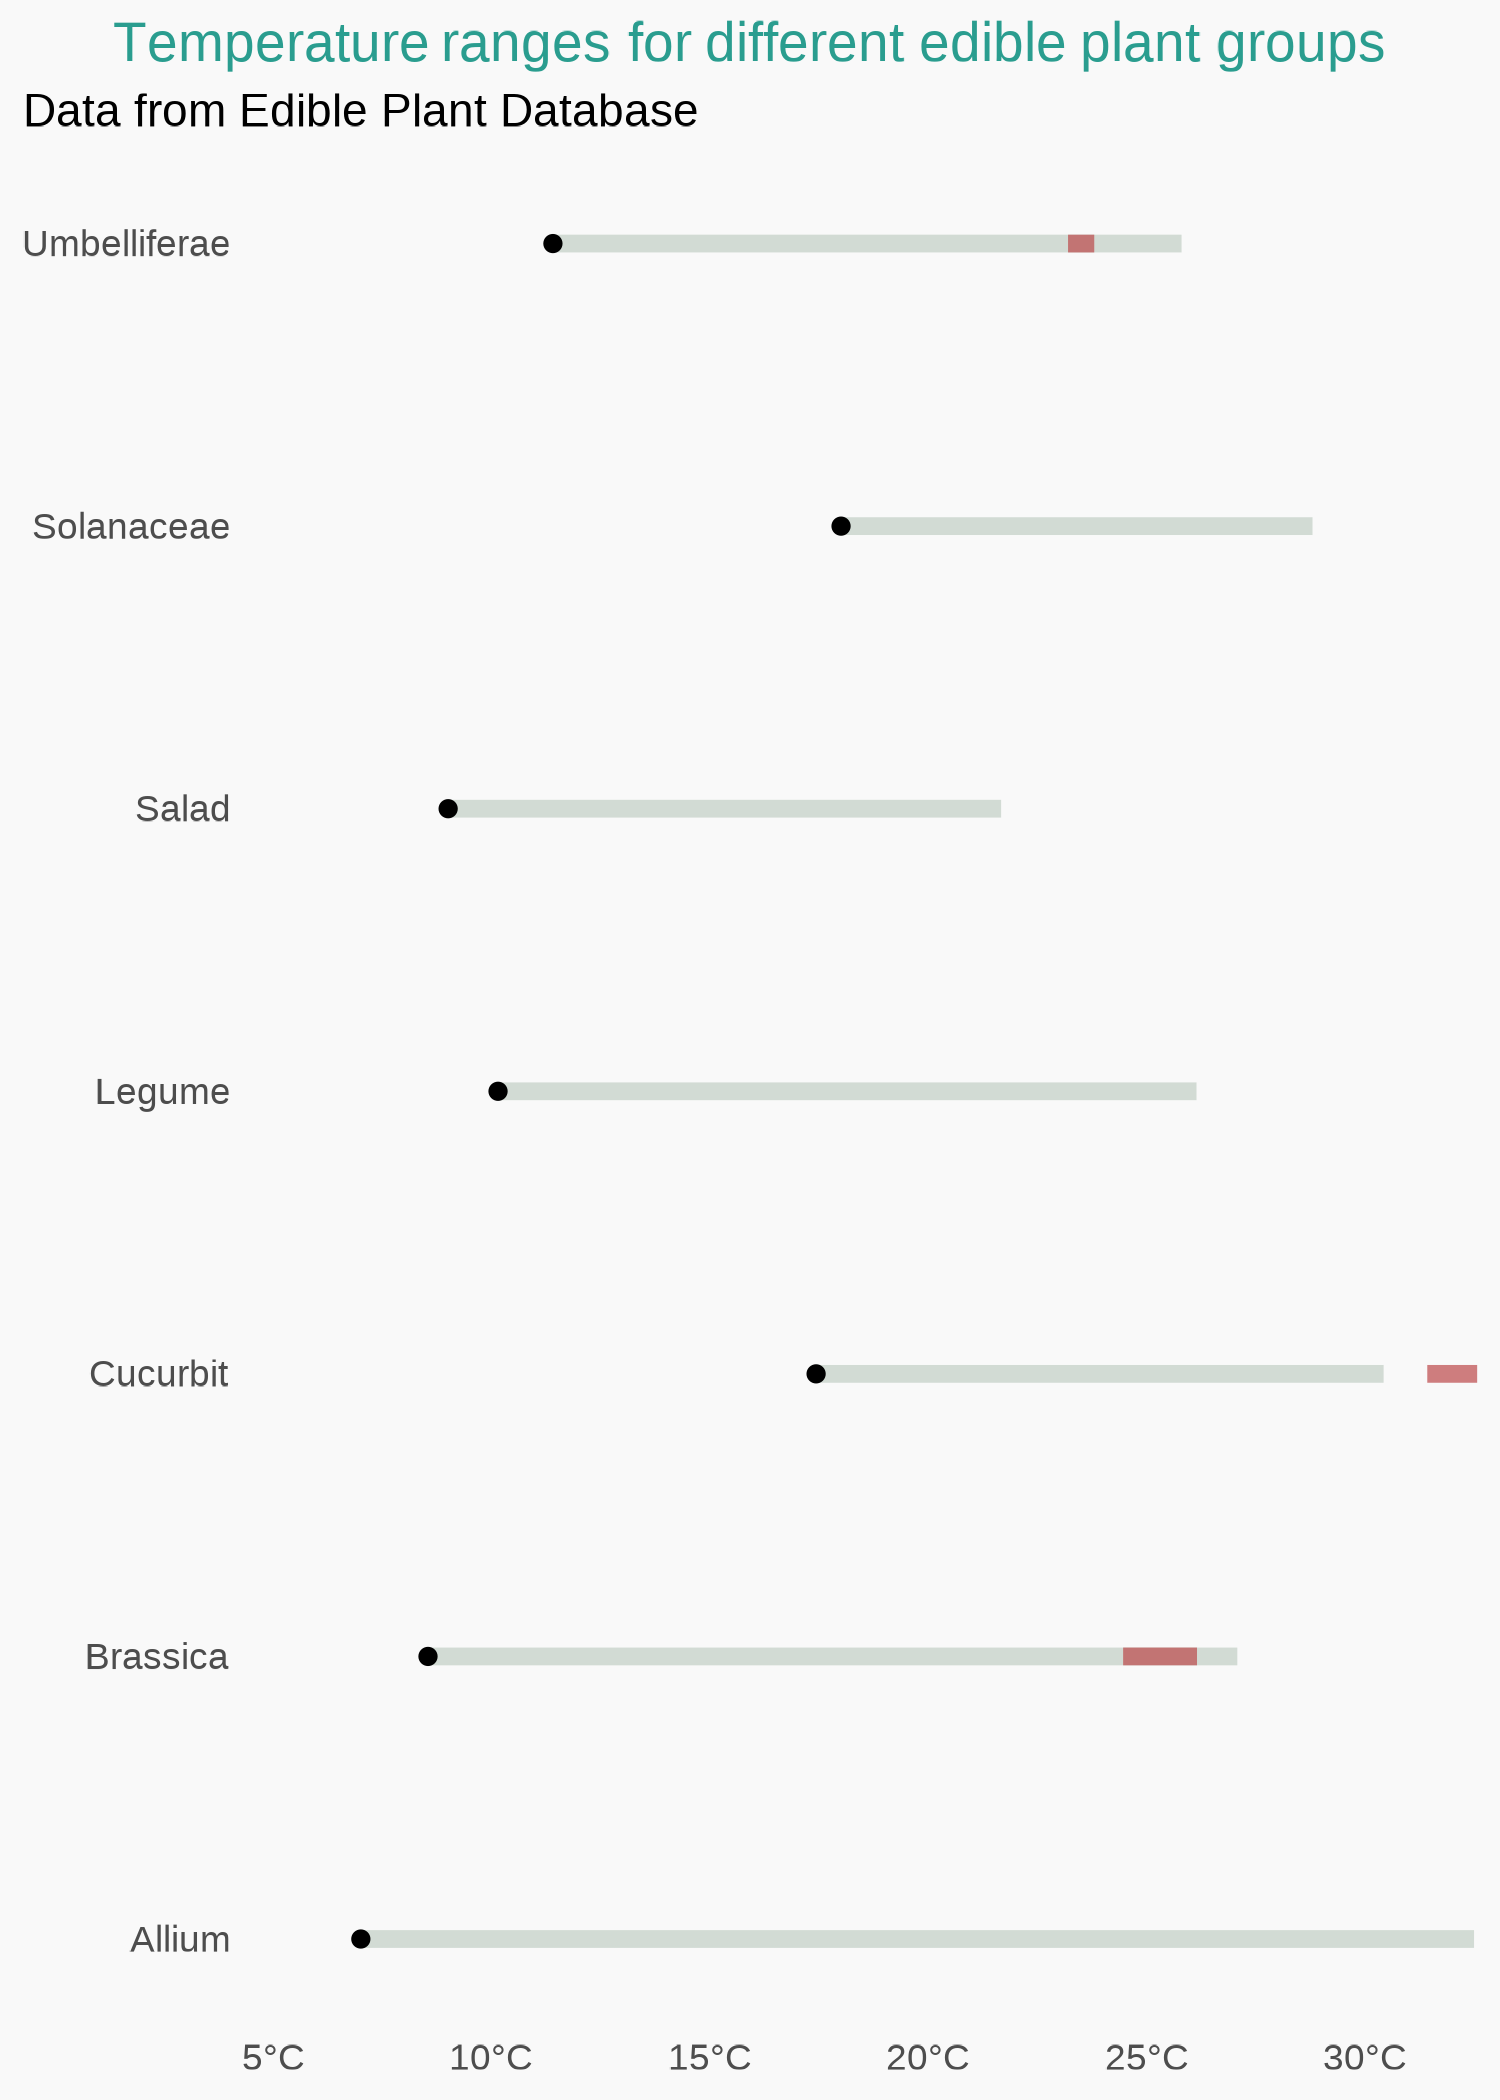 Temperature ranges for different edible plant groups
Data from Edible Plant Database
Umbelliferae
Solanaceae
Salad
Legume
Cucurbit
Brassica
Allium
5°C 10°C 15°C 20°C 25°C 30°C